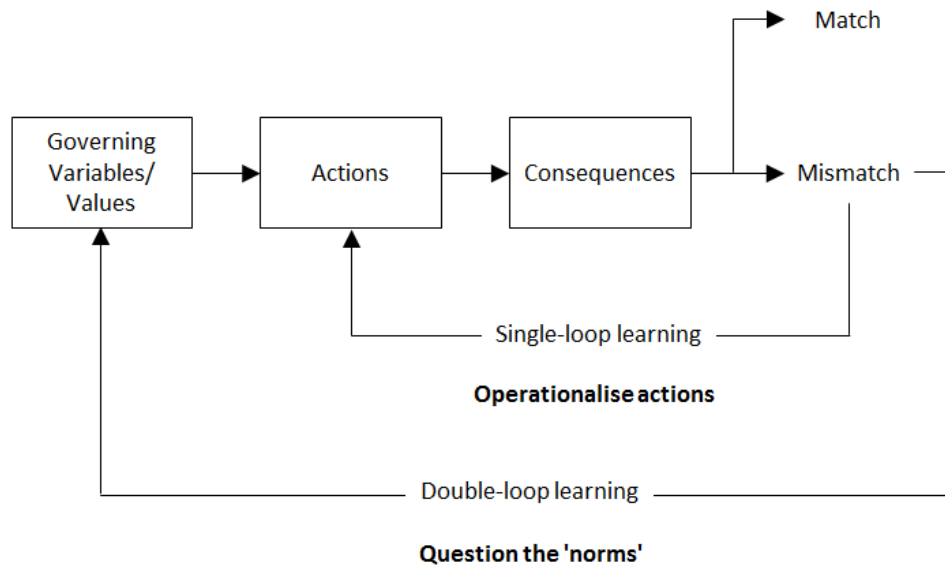 Match
Governing
Variables/
Values
Actions
Consequences
Mismatch
Single-loop learning
Operationalise actions
Double-loop learning
Question the 'norms'